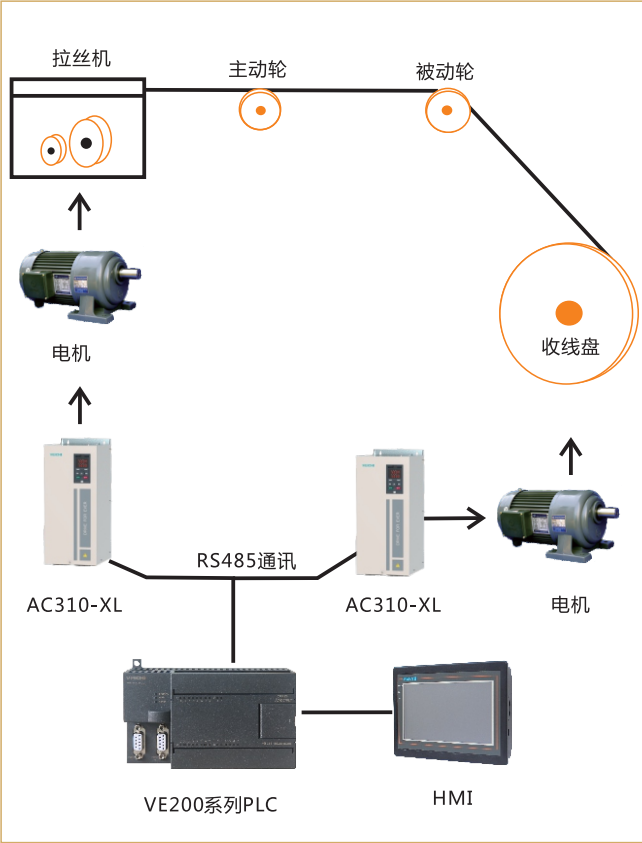 拉丝机
主动轮
被动轮
收线盘
电机
RS485通讯
AC310-XL
AC310-XL
电机
VE200系列PLC
HMI